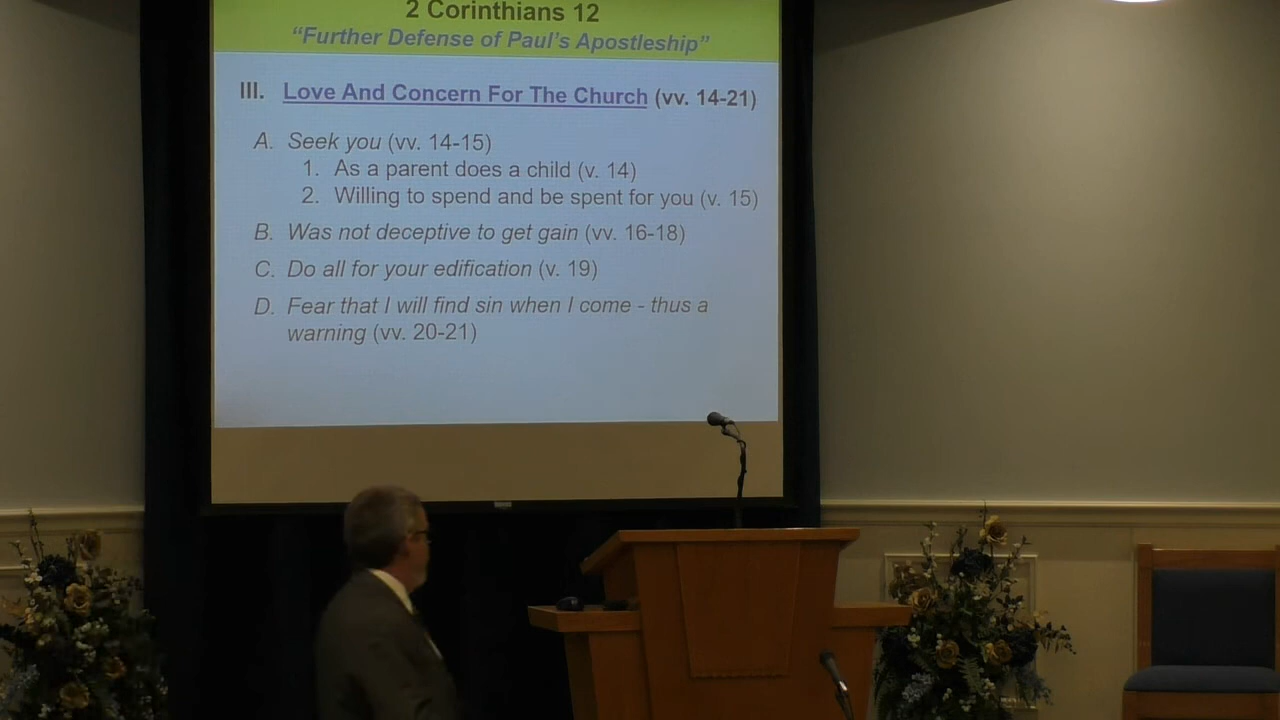 2 Corinthians 12
“Further Defense of Paul’s Apostleship”
III. Love And Concern For The Church (vv. 14-21)
A. Seek you (vv. 14-15)
1. As a parent does a child (v. 14)
2. Willing to spend and be spent for you (v. 15)
B. Was not deceptive to get gain (vv. 16-18)
C. Do all for your edification (v. 19)
D. Fear that I will find sin when I come - thus a
warning (vv. 20-21)